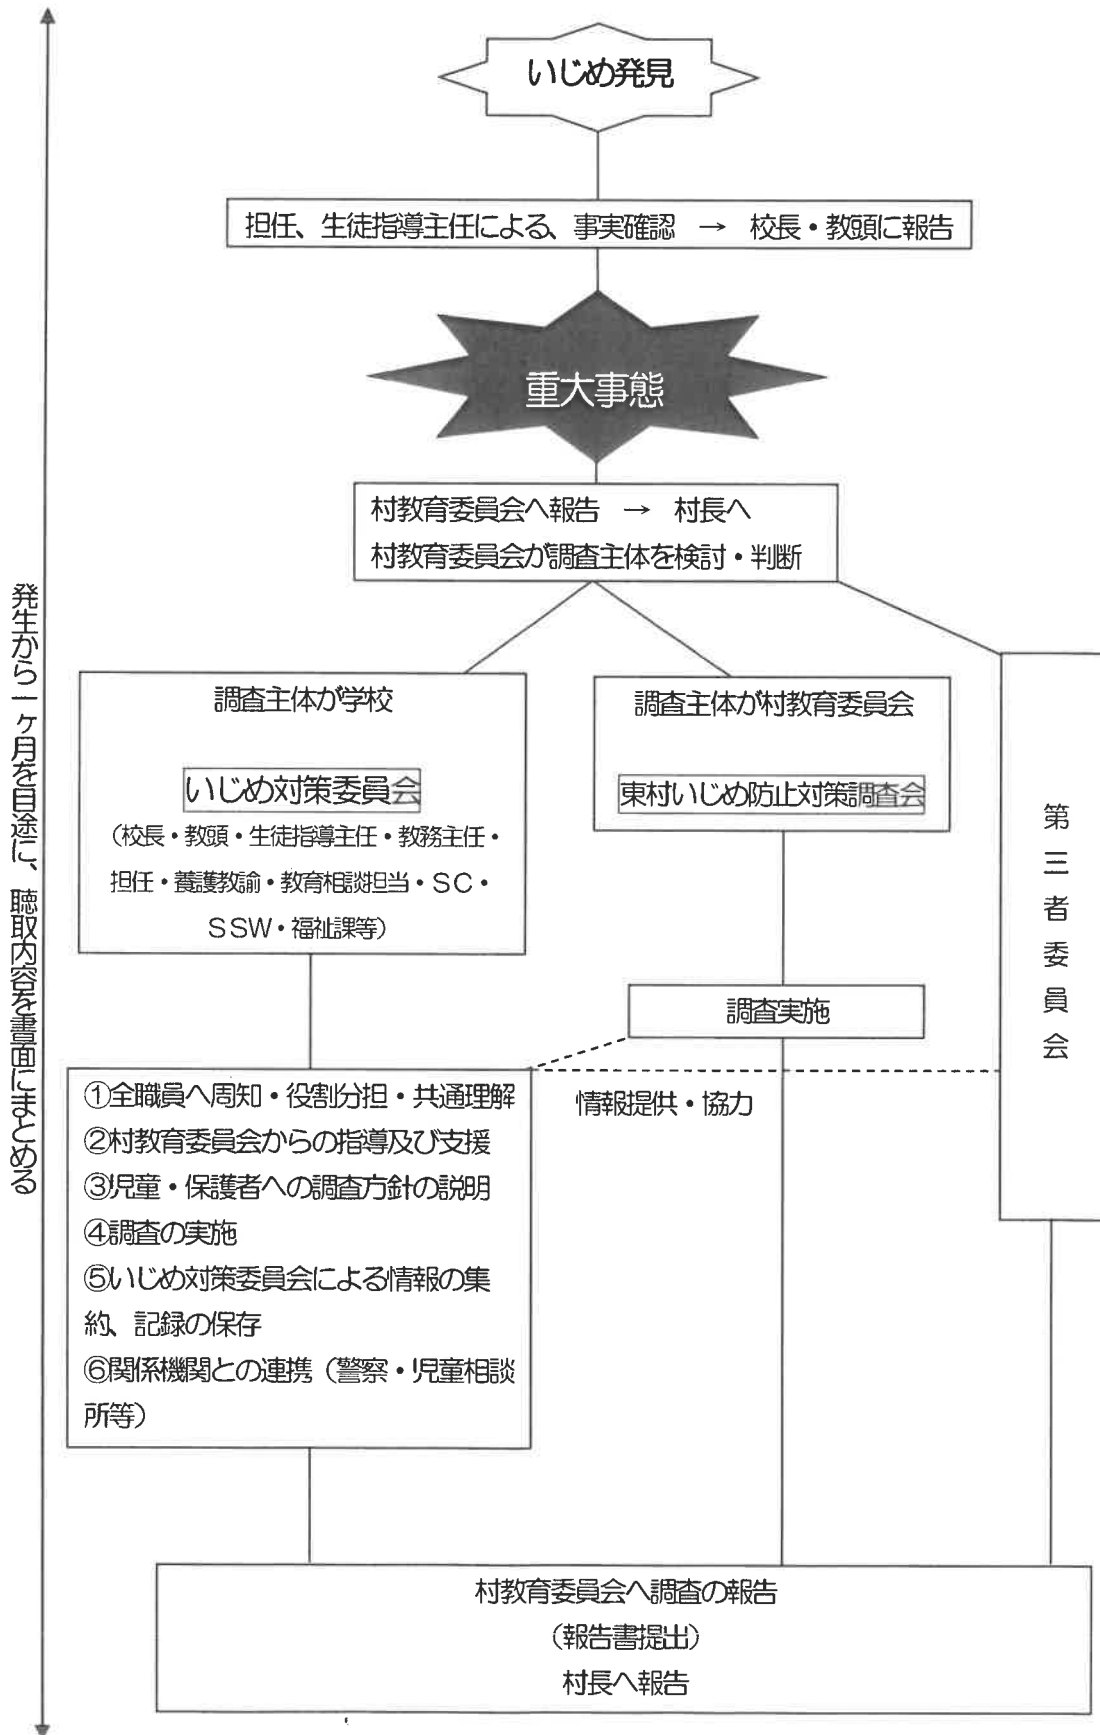 いじめ発見
担任、生徒指導主任による、事実確認 → 校長・教頭に報告
重大事態
村教育委員会へ報告 → 村長へ
村教育委員会が調査主体を検討・判断
発生から一ヶ月を目途に、聴取内容を書面にまとめる
調査主体が学校
いじめ対策委員会
（校長・教頭・生徒指導主任・教務主任・
担任・養護教諭・教育相談担当・SC・
SSW・福祉課等）
調査主体が村教育委員会
東村いじめ防止対策調査会
第三者委員会
調査実施
情報提供・協力
①全職員へ周知・役割分担・共通理解
②村教育委員会からの指導及び支援
③児童・保護者への調査方針の説明
④調査の実施
⑤いじめ対策委員会による情報の集
約、記録の保存
⑥関係機関との連携（警察・児童相談
所等）
村教育委員会へ調査の報告
（報告書提出）
村長へ報告